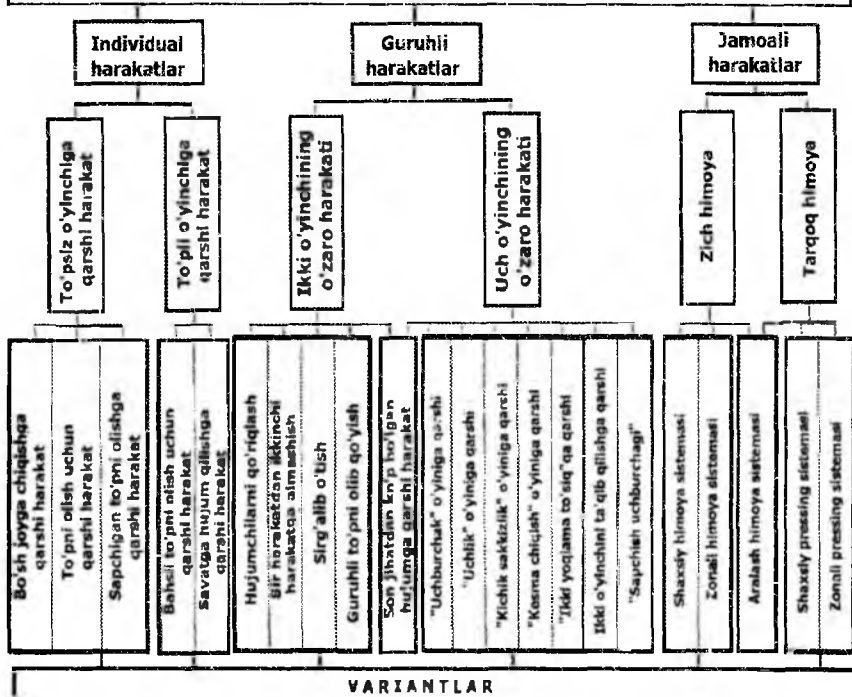 Individual
harakatlar
Guruhli
harakatlar
Jamoali
harakatlar
To'psiz o'yinchiga
qarshi harakat
To'pli o'yinchiga
qarshi harakat
Ikki o'yinchining
o'zaro harakati
Uch o'yinchining
o'zaro harakati
Zich himoya
Tarqoq himoya
Bo'sh joyga chiqishga
qarshi harakat
To'pni olish uchun
qarshi harakat
Sapchigan to'pni olishga
qarshi harakat
Bahsli to'pni olish uchun
qarshi harakat
Savatga hujum qilishga
qarshi harakat
Hujumchilarni qo'riqlash
Bir harakatdan ikkinchi
harakatga almashish
Sirg'alib o'tish
Guruhli to'pni olib qo'yish
Son jihatdan ko'p bo'lgan
hujumga qarshi harakat
"Uchburchak" o'yiniga qarshi
"Uchlik" o'yiniga qarshi
"Kichik sakkizlik" o'yiniga qarshi
"Kesma chiqish" o'yiniga qarshi
"Ikki yoqlama to'siq"qa qarshi
Ikki o'yinchini ta'qib qilishga qarshi
"Sapchish uchburchagi"
Shaxsiy himoya sistemasi
Zonali himoya sistemasi
Aralash himoya sistemasi
Shaxsiy pressing sistemasi
Zonali pressing sistemasi
VARIANTLAR